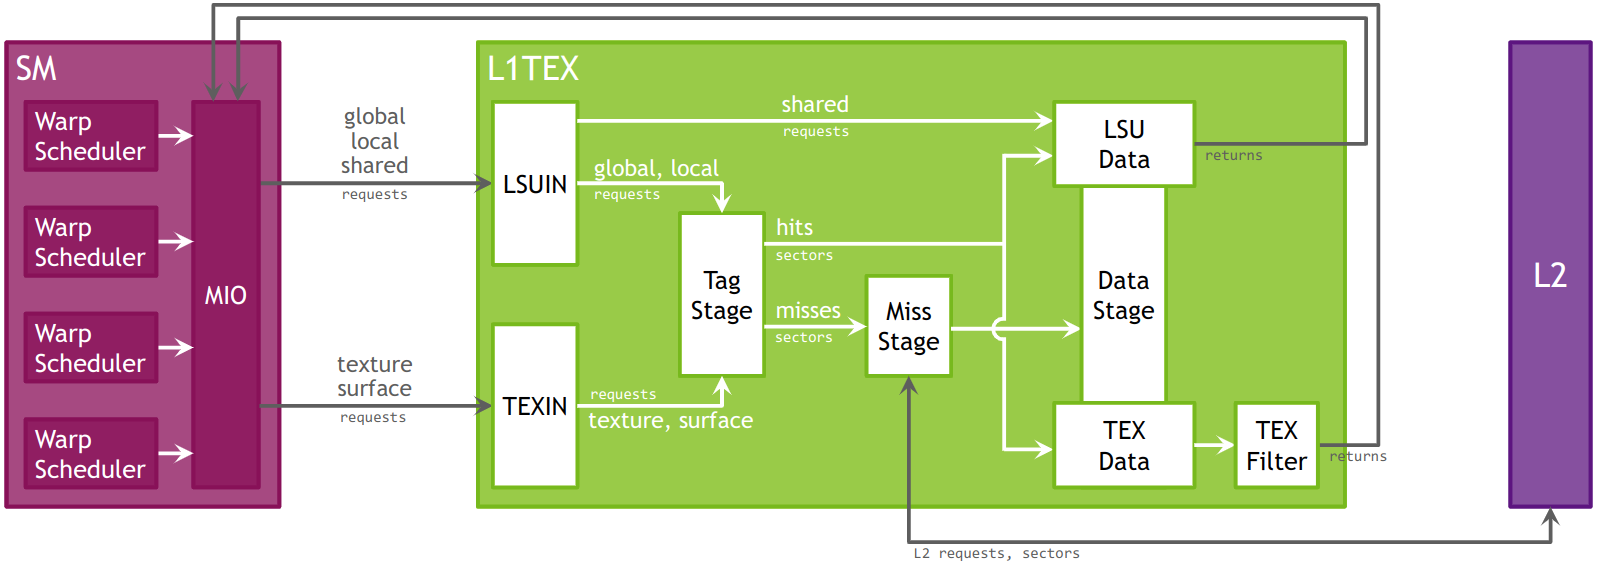 SM
Warp
Scheduler
Warp
Scheduler
Warp
Scheduler
Warp
Scheduler
MIO
global
local
shared
requests
texture
surface
requests
L1TEX
LSUIN
TEXIN
shared
requests
global, local
requests
requests
texture, surface
Tag
Stage
hits
sectors
misses
sectors
Miss
Stage
LSU
Data
Data
Stage
TEX
Data
TEX
Filter
returns
returns
L2 requests, sectors
L2